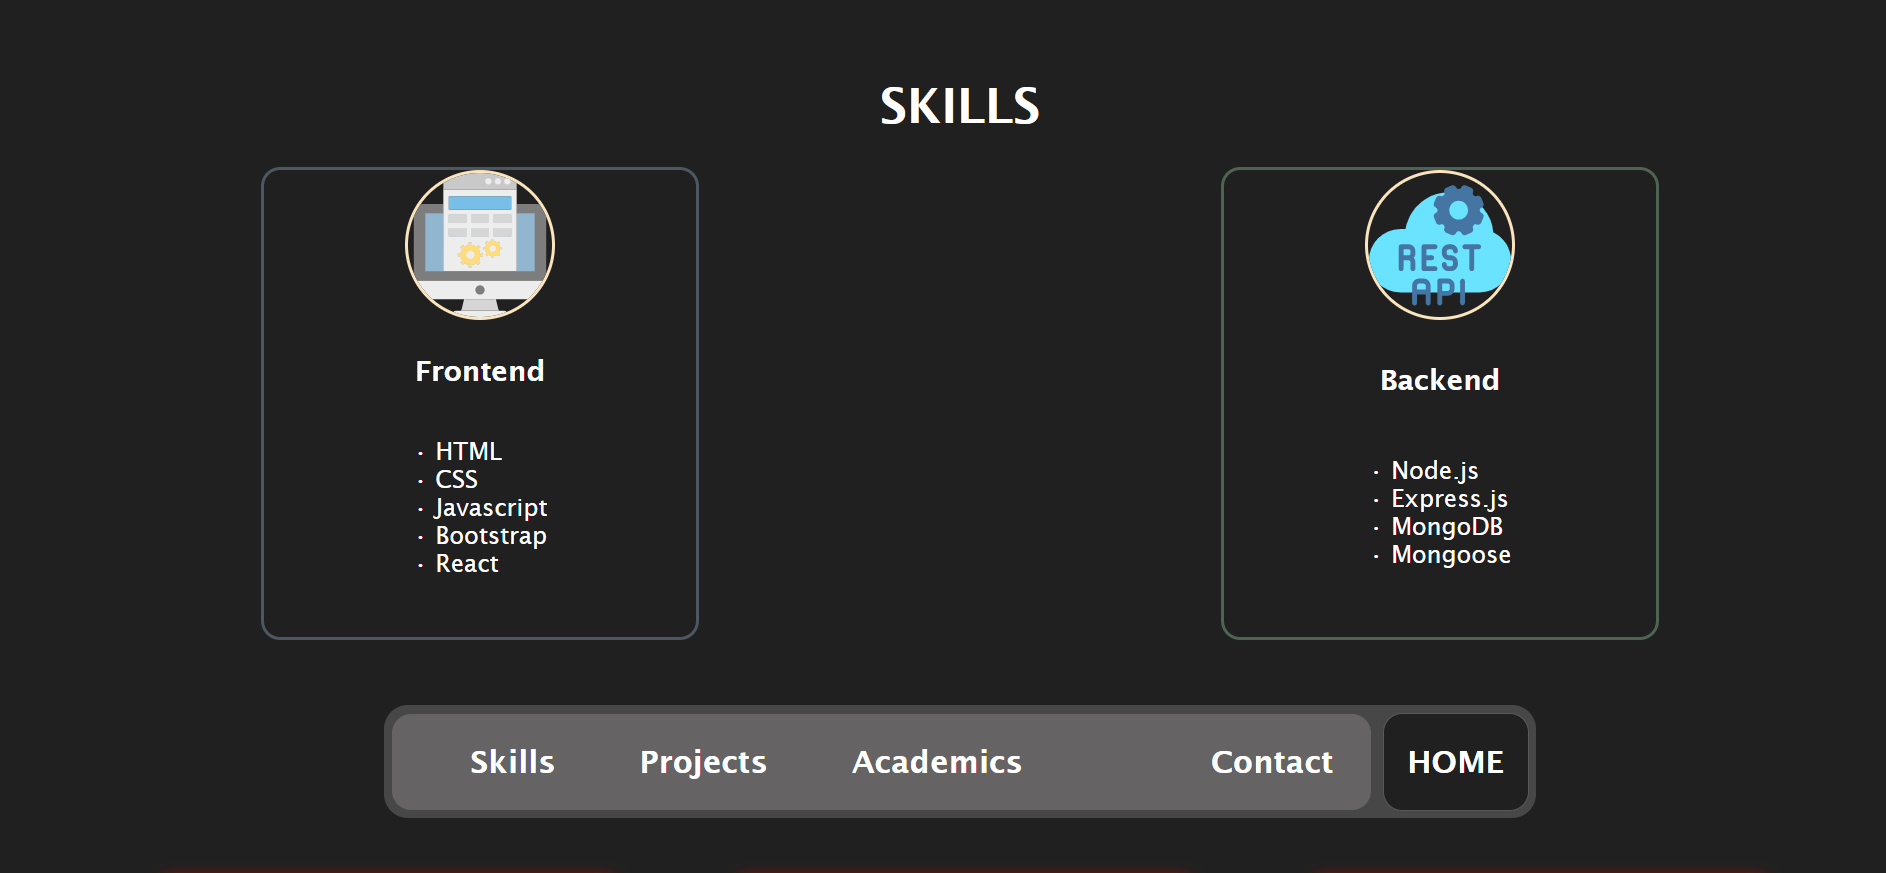 SKILLS
REST
API
Frontend
· HTML
· CSS
· Javascript
· Bootstrap
· React
Backend
· Node.js
· Express.js
· MongoDB
· Mongoose
Skills Projects Academics Contact HOME